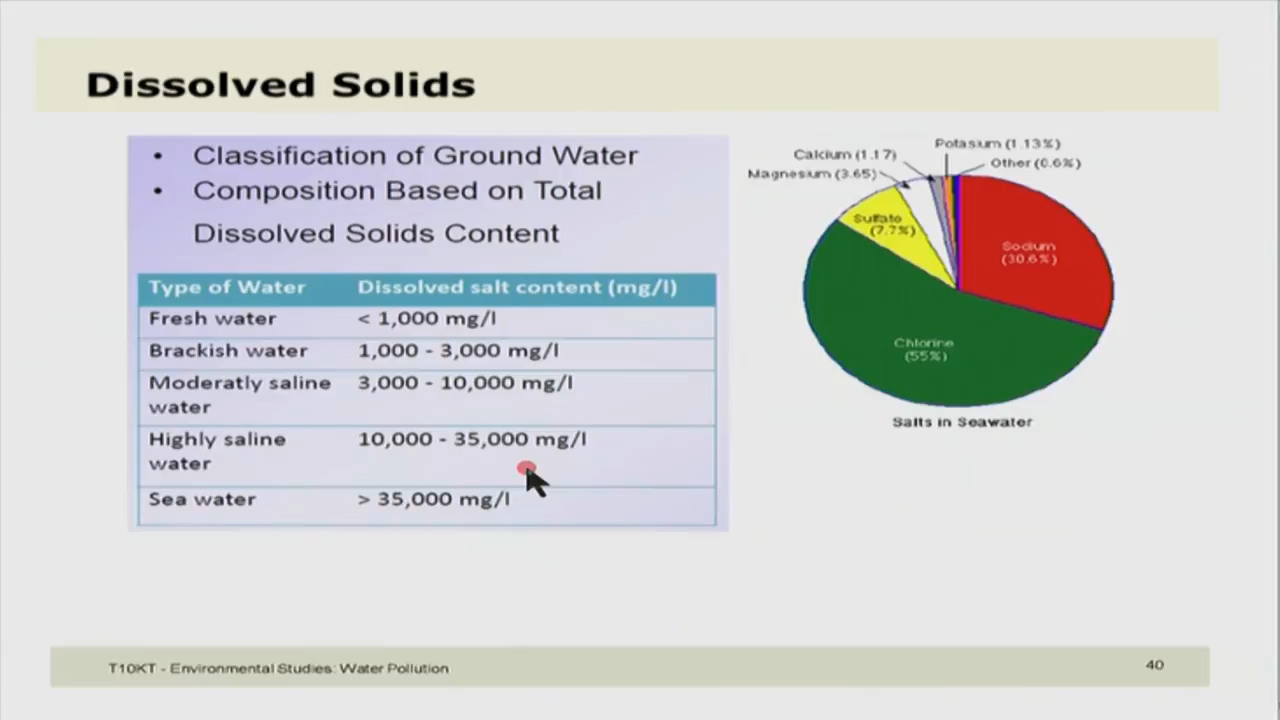 Dissolved Solids
• Classification of Ground Water
• Composition Based on Total
Dissolved Solids Content
Type of Water Dissolved salt content (mg/l)
Fresh water < 1,000 mg/l
Brackish water 1,000 - 3,000 mg/l
Moderatly saline 3,000 - 10,000 mg/l
water
Highly saline 10,000 - 35,000 mg/l
water
Sea water > 35,000 mg/l
Potasium (1.13%)
Calcium (1.17)
Other (0.6%)
Magnesium (3.65)
Sulfate
(7.7%)
Sodium
(30.6%)
Chlorine
(55%)
Salts in Seawater
T10KT - Environmental Studies: Water Pollution
40